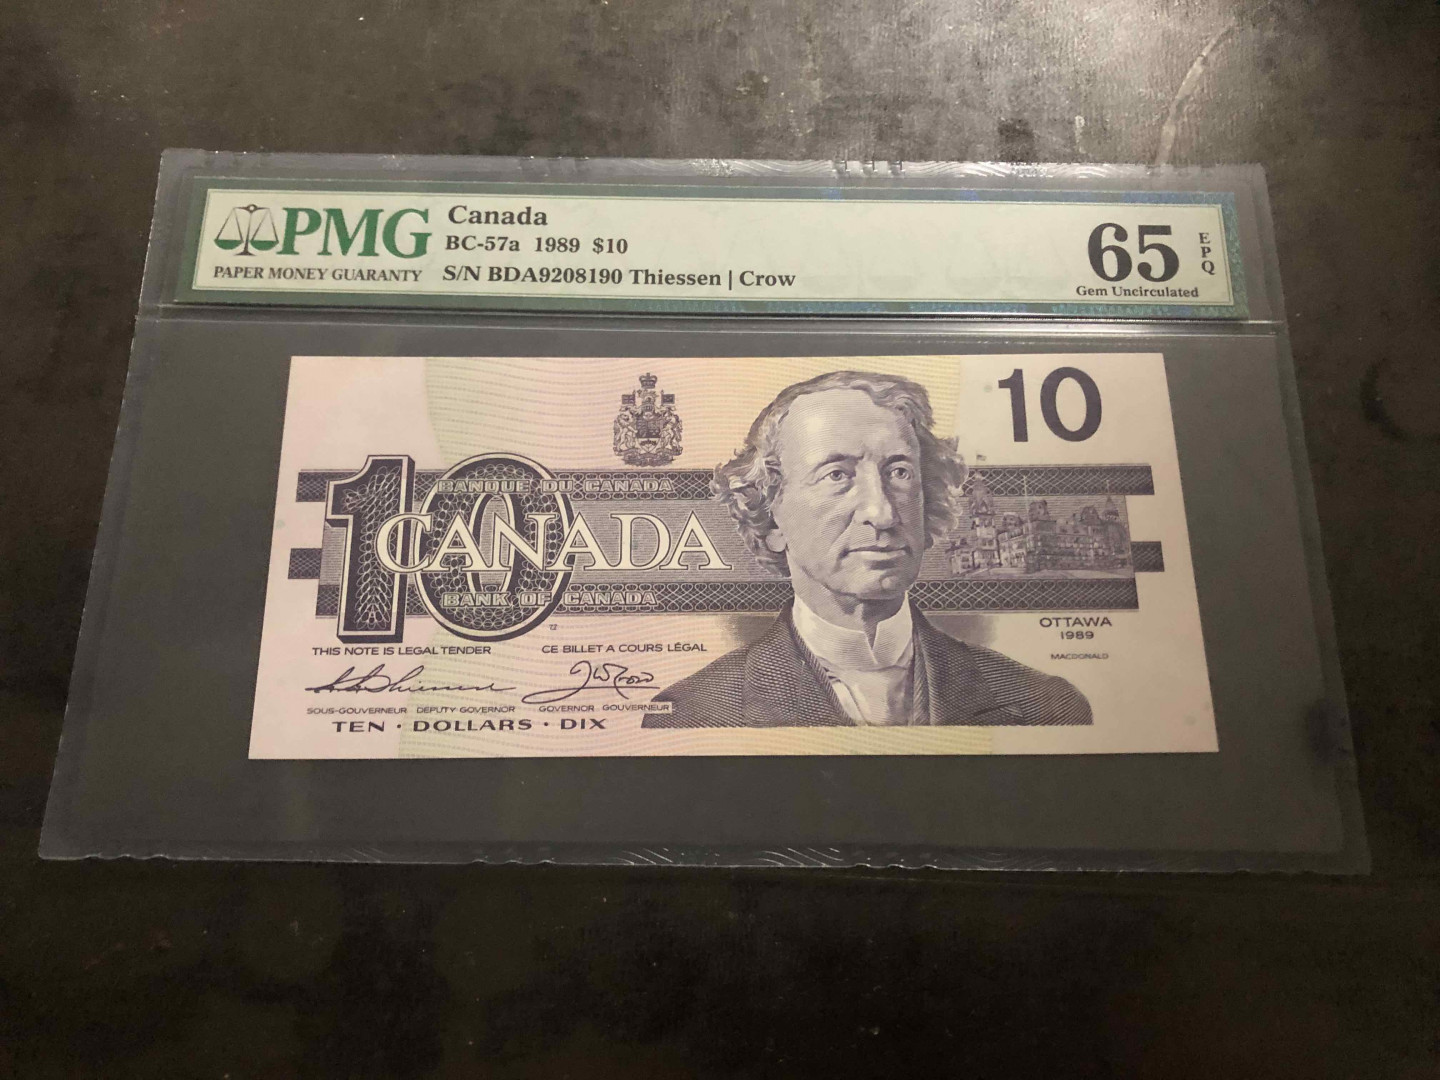 PMG
PAPER MONEY GUARANTY
Canada
BC-57a 1989 $10
S/N BDA9208190 Thiessen | Crow
65
EPQ
Gem Uncirculated
10
10
BANQUE DU CANADA
CANADA
BANK OF CANADA
OTTAWA
1989
MACDONALD
THIS NOTE IS LEGAL TENDER
CE BILLET A COURS LÉGAL
SOUS-GOUVERNEUR DEPUTY-GOVERNOR
GOVERNOR GOUVERNEUR
TEN · DOLLARS · DIX